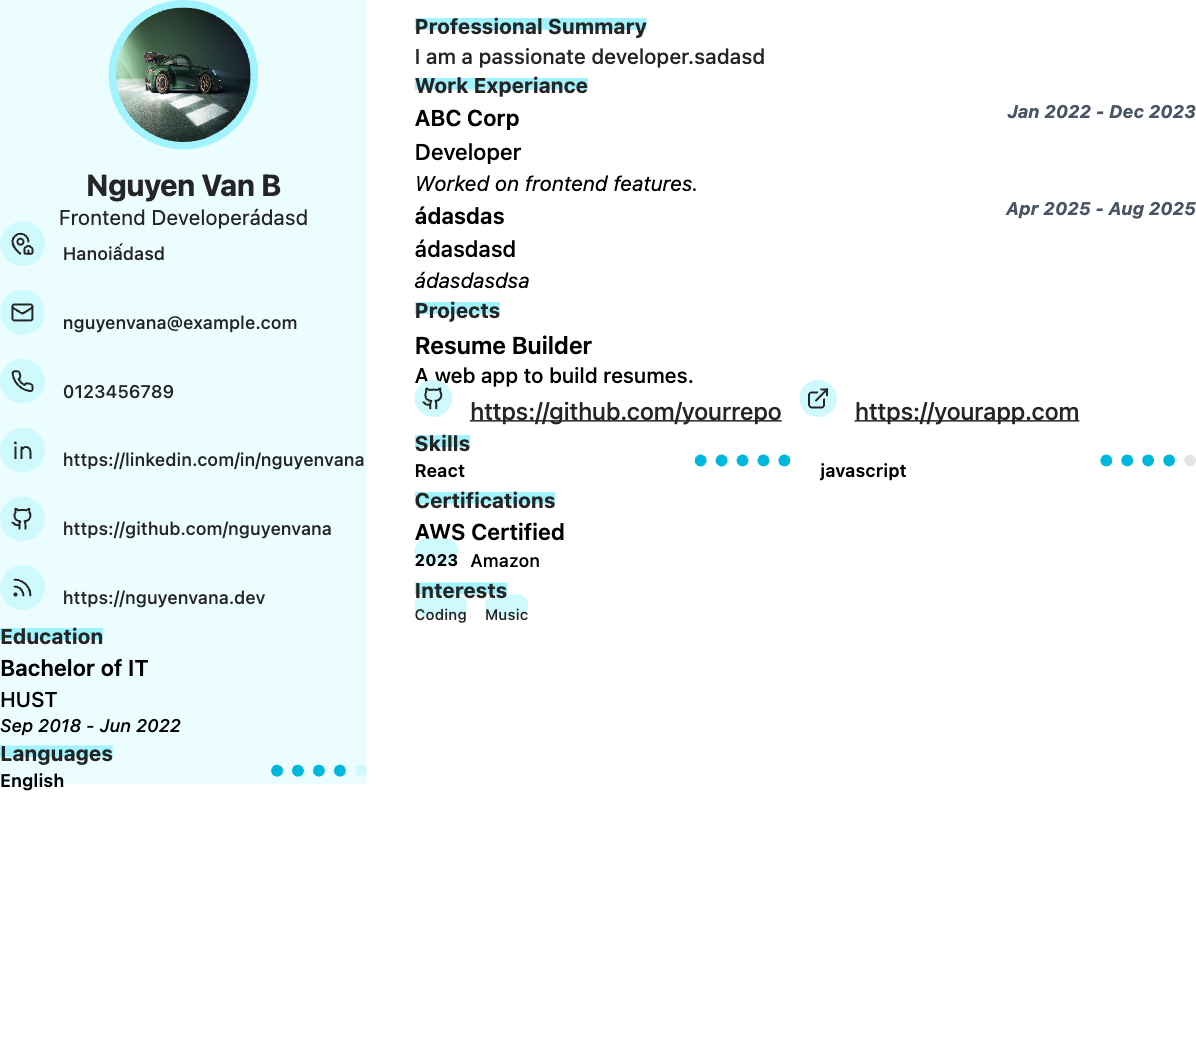 Nguyen Van B
Frontend Developerádasd
Hanoiấdasd
nguyenvana@example.com
0123456789
in
https://linkedin.com/in/nguyenvana
https://github.com/nguyenvana
https://nguyenvana.dev
Education
Bachelor of IT
HUST
Sep 2018 - Jun 2022
Languages
English
Professional Summary
I am a passionate developer.sadasd
Work Experiance
ABC Corp
Jan 2022 - Dec 2023
Developer
Worked on frontend features.
ádasdas
Apr 2025 - Aug 2025
ádasdasd
ádasdasdsa
Projects
Resume Builder
A web app to build resumes.
https://github.com/yourrepo https://yourapp.com
Skills
React javascript
Certifications
AWS Certified
2023 Amazon
Interests
Coding Music